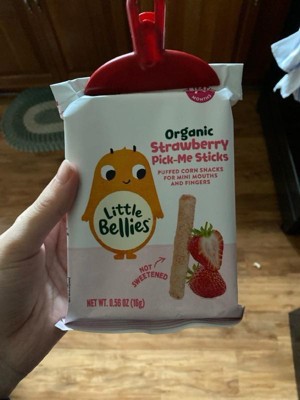 MONTHS
Organic
Strawberry
Pick-Me Sticks
PUFFED CORN SNACKS
FOR MINI MOUTHS
AND FINGERS
Little
Bellies
NOT
SWEETENED
NET WT. 0.56 OZ (16g)